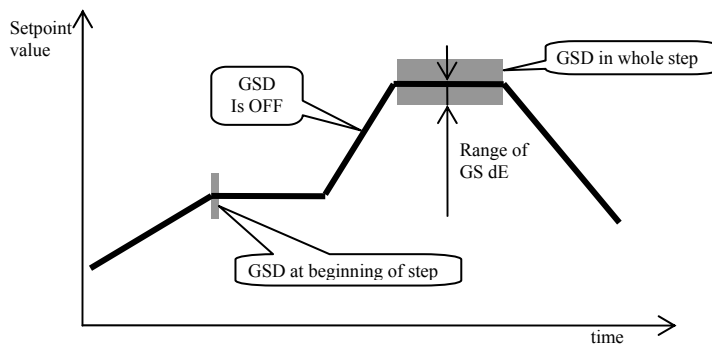 Setpoint
value
GSD
Is OFF
GSD in whole step
Range of
GS dE
GSD at beginning of step
time